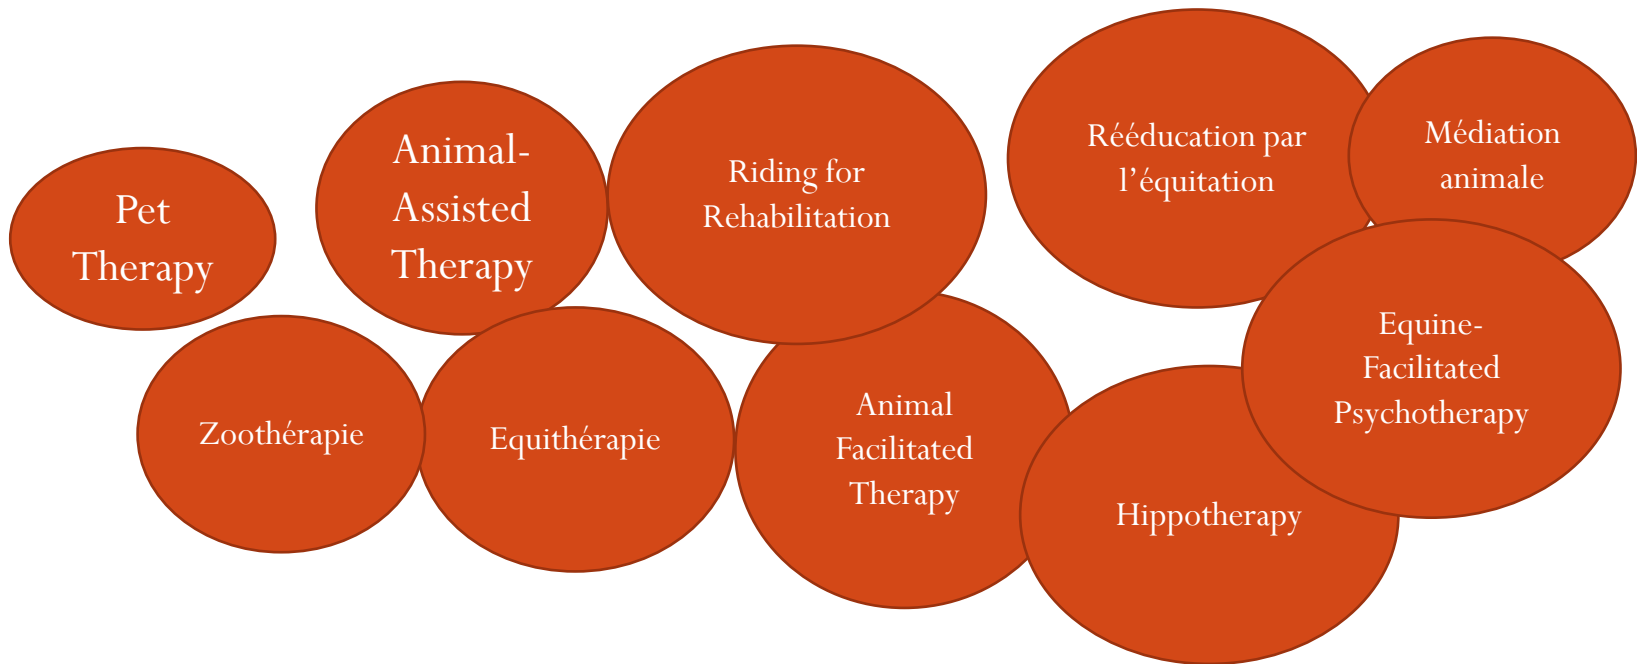 Pet
Therapy
Animal-
Assisted
Therapy
Riding for
Rehabilitation
Rééducation par
l’équitation
Médiation
animale
Zoothérapie
Equithérapie
Animal
Facilitated
Therapy
Hippotherapy
Equine-
Facilitated
Psychotherapy